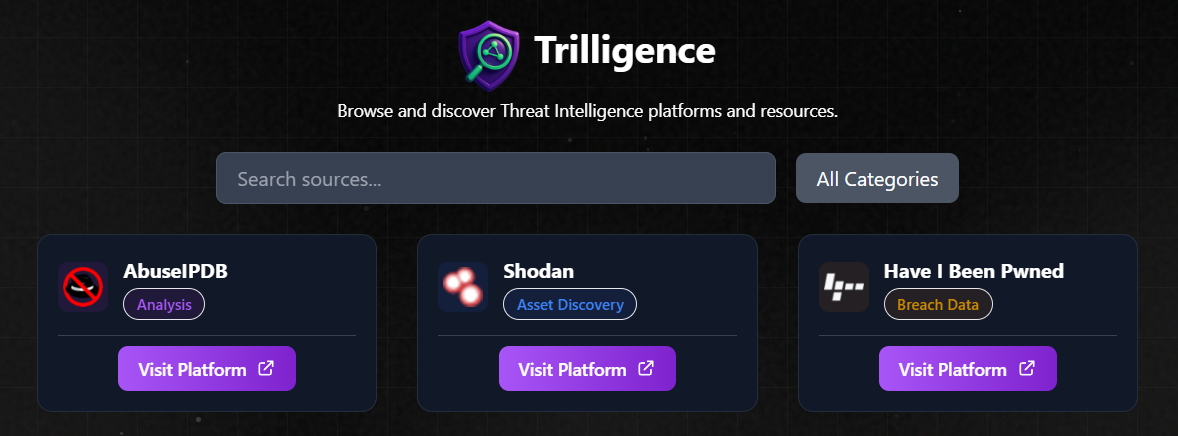 Trilligence
Browse and discover Threat Intelligence platforms and resources.
Search sources...
All Categories
AbuseIPDB
Analysis
Visit Platform
Shodan
Asset Discovery
Visit Platform
Have I Been Pwned
Breach Data
Visit Platform